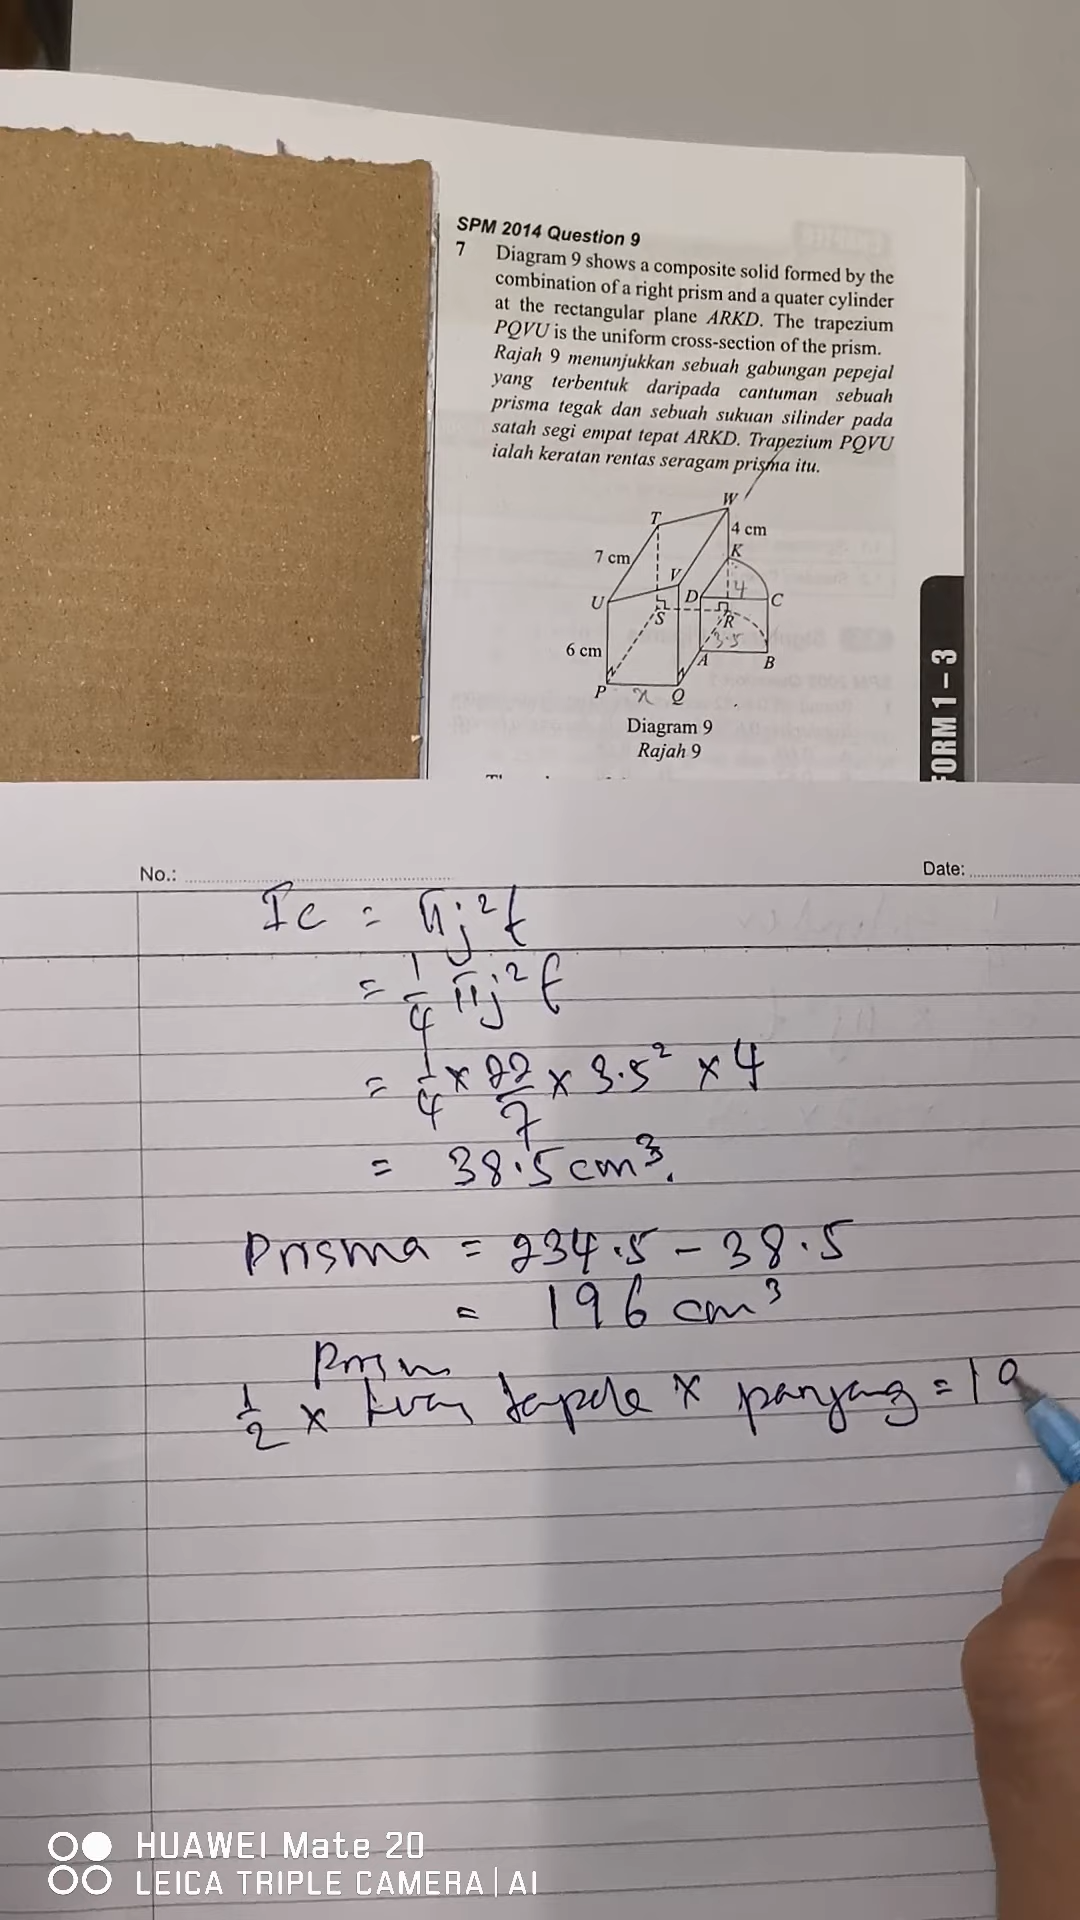 SPM 2014 Question 9
7 Diagram 9 shows a composite solid formed by the
combination of a right prism and a quater cylinder
at the rectangular plane ARKD. The trapezium
PQVU is the uniform cross-section of the prism.
Rajah 9 menunjukkan sebuah gabungan pepejal
yang terbentuk daripada cantuman sebuah
prisma tegak dan sebuah sukuan silinder pada
satah segi empat tepat ARKD. Trapezium PQVU
ialah keratan rentas seragam prisma itu.
W
T
4 cm
K
7 cm
V
4
U
D
C
S
R
3.5
6 cm
A
B
P
x
Q
Diagram 9
Rajah 9
FORM 1 – 3
No.:
Date:
= πj²t
= 1/4 πj²t
= 1/4 × 22/7 × 3.5² × 4
= 38.5 cm³.
Prisma = 234.5 – 38.5
= 196 cm³
1/2 × × panjang = 19
HUAWEI Mate 20
LEICA TRIPLE CAMERA | AI